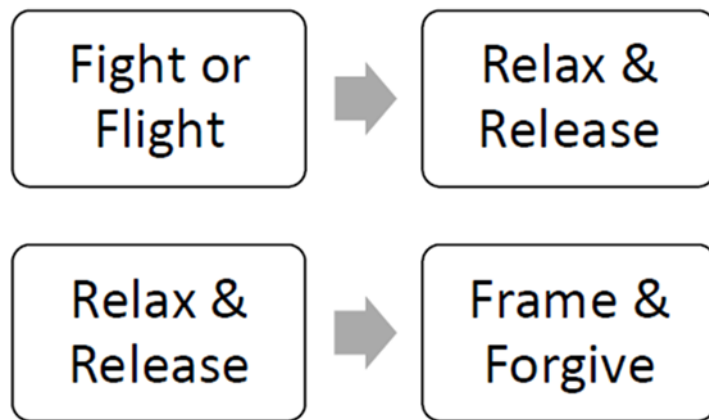 Fight or
Flight
Relax &
Release
Relax &
Release
Frame &
Forgive